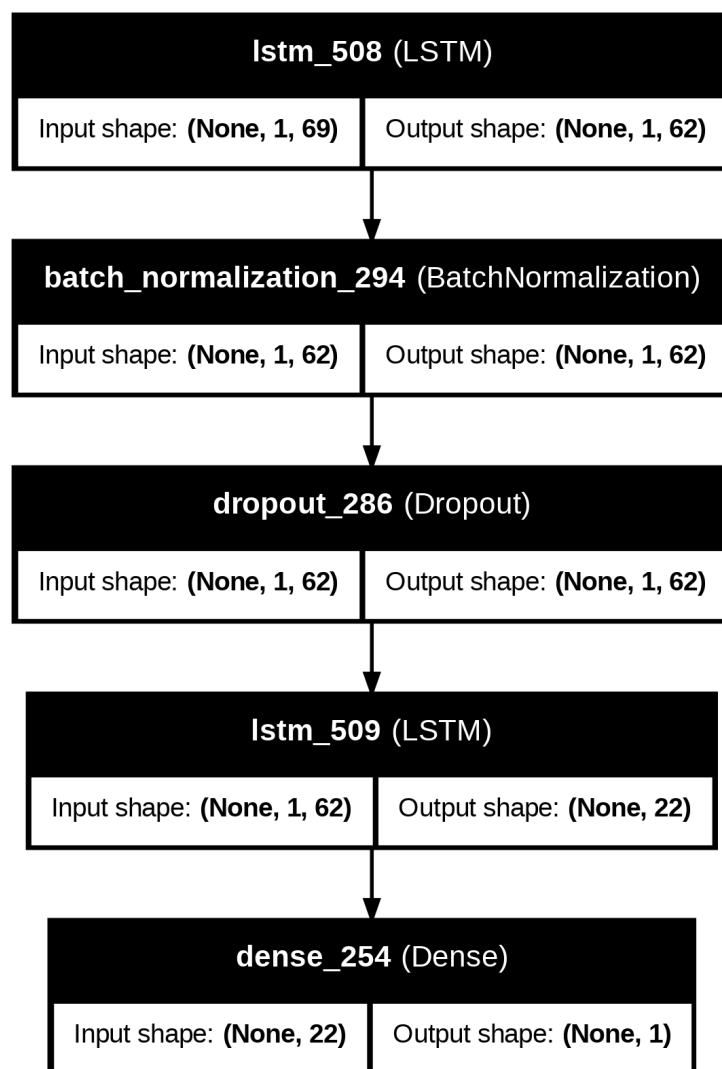 lstm_508 (LSTM)
Input shape: (None, 1, 69) Output shape: (None, 1, 62)
batch_normalization_294 (BatchNormalization)
Input shape: (None, 1, 62) Output shape: (None, 1, 62)
dropout_286 (Dropout)
Input shape: (None, 1, 62) Output shape: (None, 1, 62)
lstm_509 (LSTM)
Input shape: (None, 1, 62) Output shape: (None, 22)
dense_254 (Dense)
Input shape: (None, 22) Output shape: (None, 1)